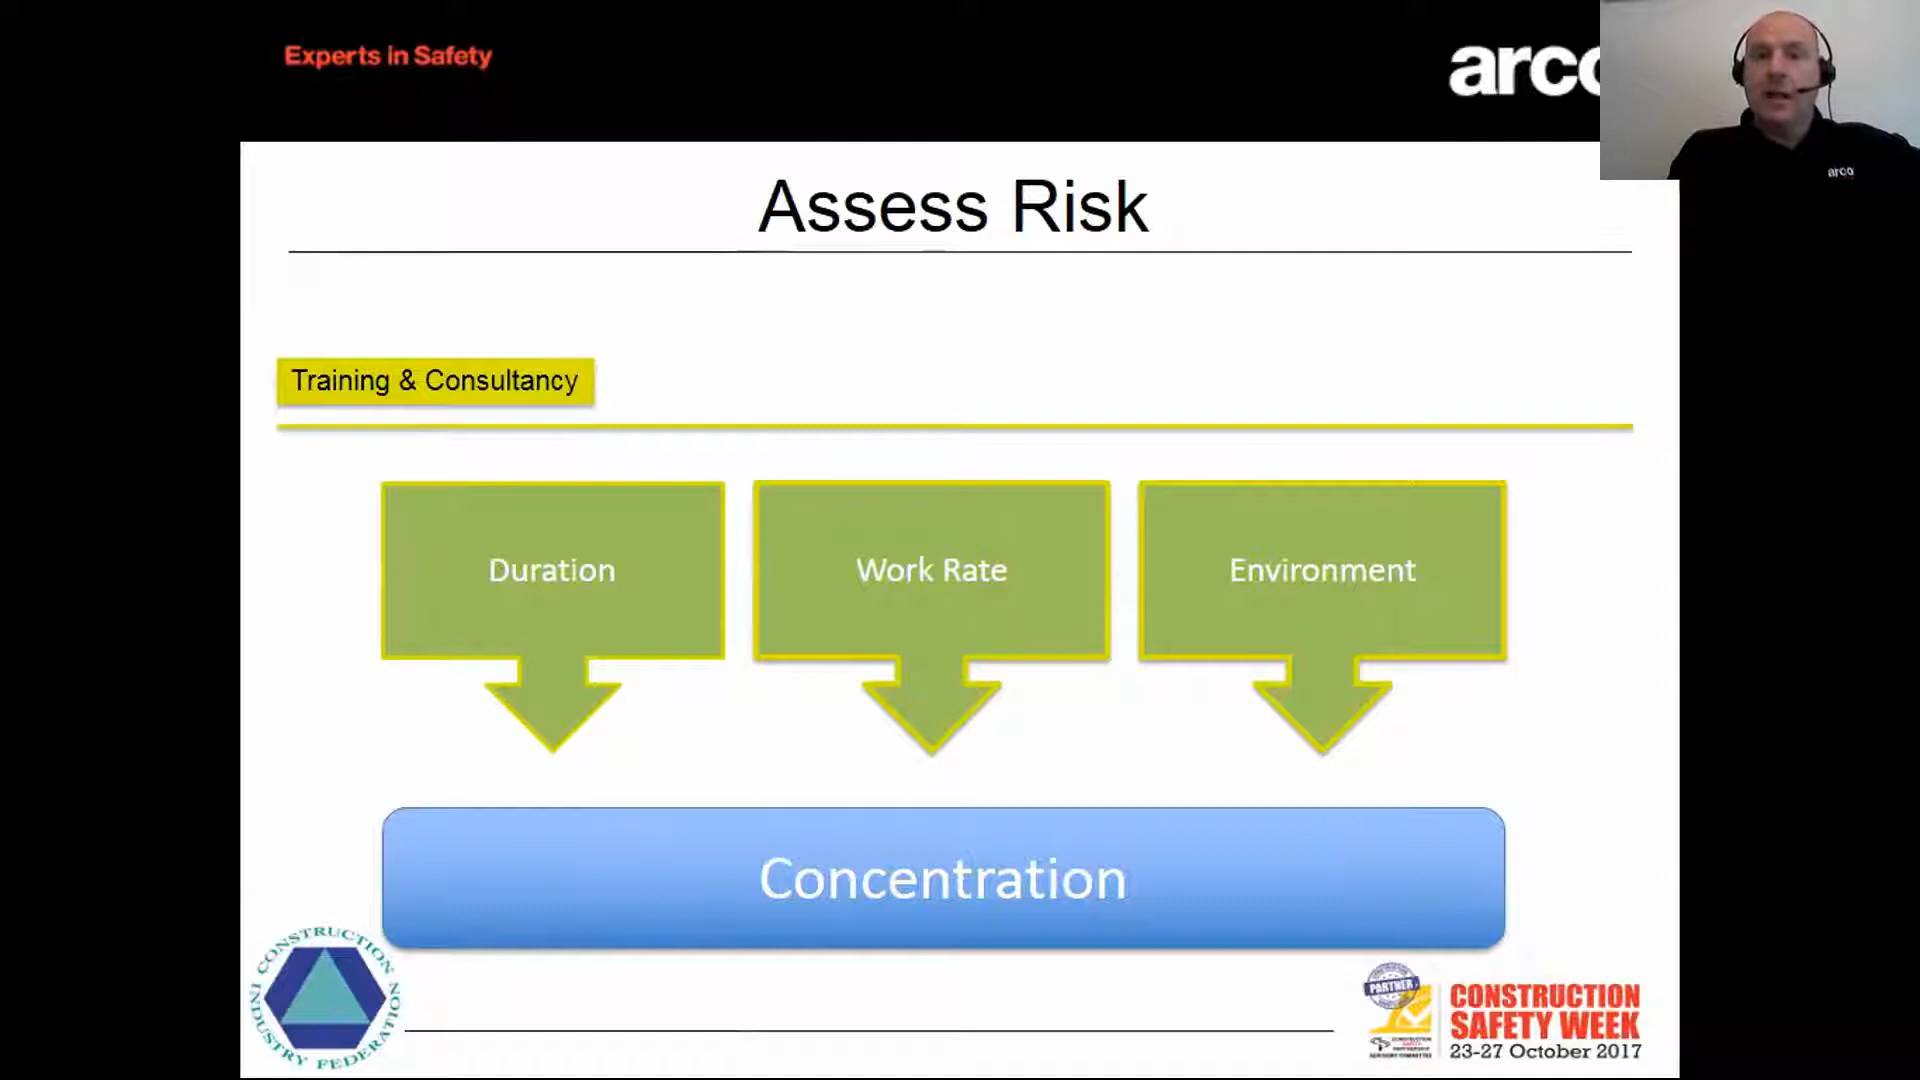 Experts in Safety
arco
arco
Assess Risk
Training & Consultancy
Duration
Work Rate
Environment
Concentration
CONSTRUCTION INDUSTRY FEDERATION
PARTNER
CONSTRUCTION
SAFETY WEEK
23-27 October 2017